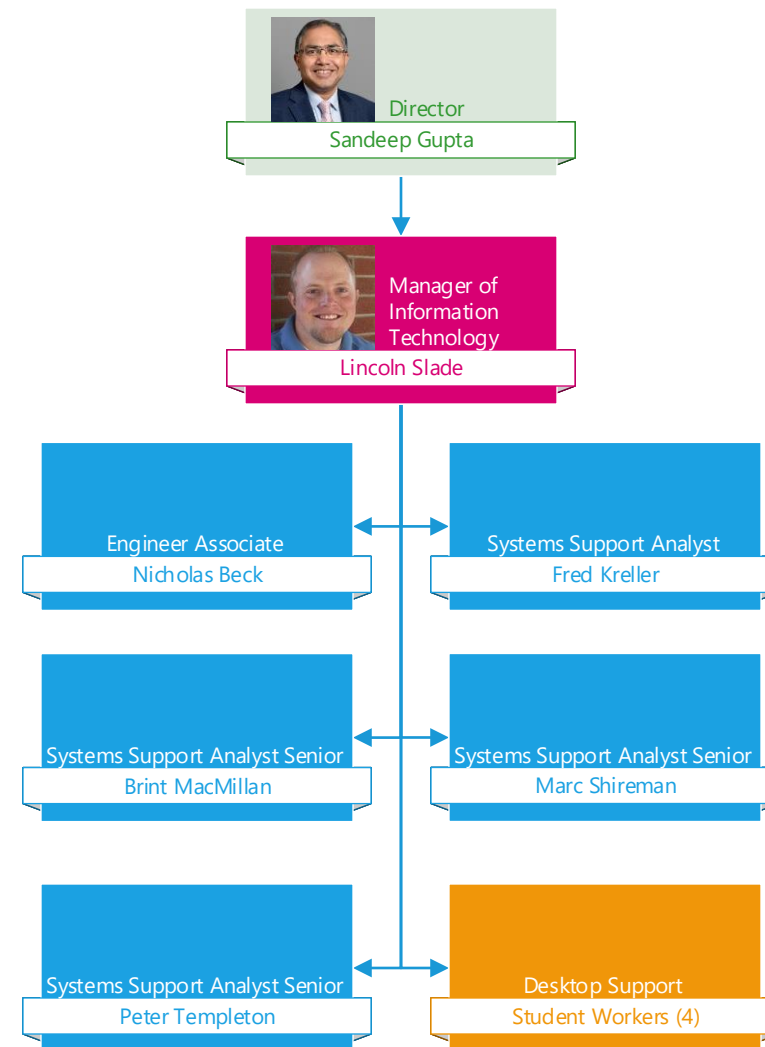 Director
Sandeep Gupta
Manager of
Information
Technology
Lincoln Slade
Engineer Associate
Nicholas Beck
Systems Support Analyst
Fred Kreller
Systems Support Analyst Senior
Brint MacMillan
Systems Support Analyst Senior
Marc Shireman
Systems Support Analyst Senior
Peter Templeton
Desktop Support
Student Workers (4)